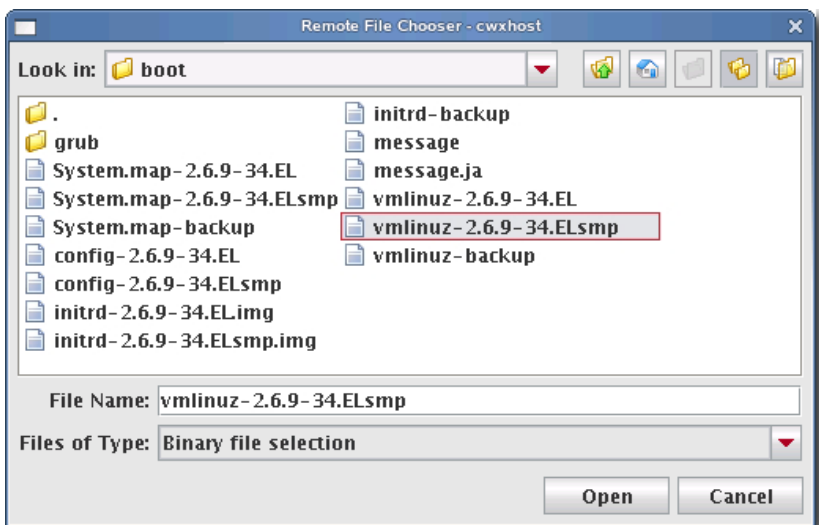 Remote File Chooser - cwxhost
Look in: boot
.
grub
System.map-2.6.9-34.EL
System.map-2.6.9-34.ELsmp
System.map-backup
config-2.6.9-34.EL
config-2.6.9-34.ELsmp
initrd-2.6.9-34.EL.img
initrd-2.6.9-34.ELsmp.img
initrd-backup
message
message.ja
vmlinuz-2.6.9-34.EL
vmlinuz-2.6.9-34.ELsmp
vmlinuz-backup
File Name: vmlinuz-2.6.9-34.ELsmp
Files of Type: Binary file selection
Open Cancel